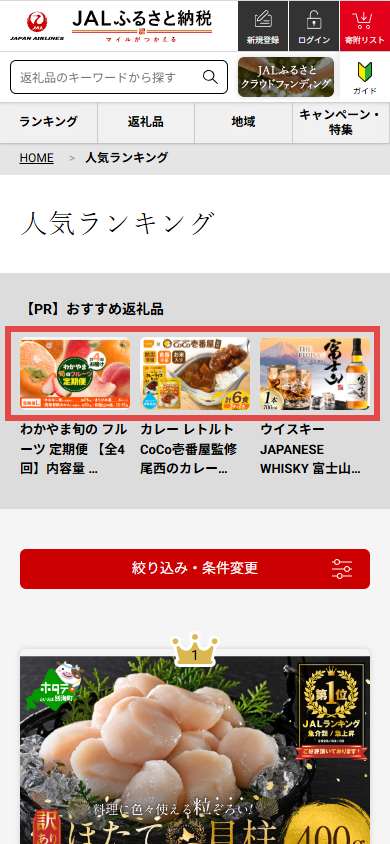 JAPAN AIRLINES
JALふるさと納税
マイルがつかえる
新規登録
ログイン
寄附リスト
返礼品のキーワードから探す
JALふるさと
クラウドファンディング
ガイド
ランキング
返礼品
地域
キャンペーン・
特集
HOME > 人気ランキング
人気ランキング
【PR】おすすめ返礼品
わかやま
旬のフルーツ
定期便
CoCo壱番屋
計6食
THE FUJISAN
富士山
1本
700ml
わかやま旬の フル
ーツ 定期便 【全4
回】内容量 ...
カレー レトルト
CoCo壱番屋監修
尾西のカレー...
ウイスキー
JAPANESE
WHISKY 富士山...
絞り込み・条件変更
1
ホタテ
別海町
第1位
JALランキング
魚介類/急上昇
ご好評頂いております!
料理に色々使える粒ぞろい!
訳あり
ほたて貝柱
400g